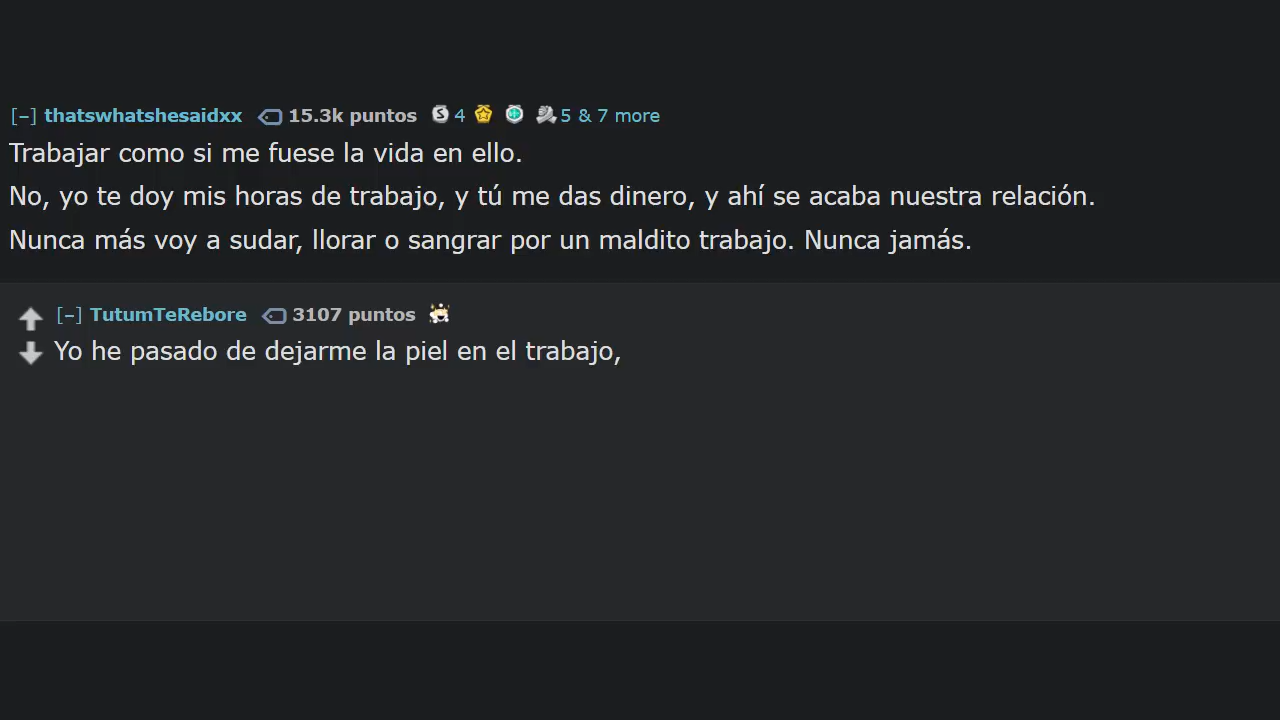 [–] thatswhatshesaidxx 15.3k puntos 4 5 & 7 more
Trabajar como si me fuese la vida en ello.
No, yo te doy mis horas de trabajo, y tú me das dinero, y ahí se acaba nuestra relación.
Nunca más voy a sudar, llorar o sangrar por un maldito trabajo. Nunca jamás.
[–] TutumTeRebore 3107 puntos
Yo he pasado de dejarme la piel en el trabajo,